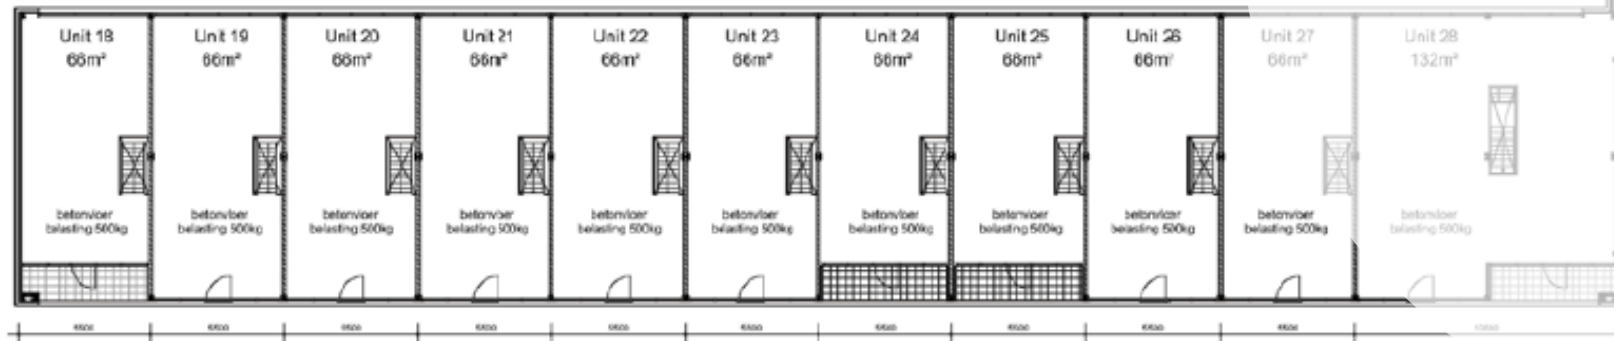 Unit 18
66m²
Unit 19
66m²
Unit 20
66m²
Unit 21
66m²
Unit 22
66m²
Unit 23
66m²
Unit 24
66m²
Unit 25
66m²
Unit 26
66m²
Unit 27
66m²
Unit 28
132m²
betonvloer
belasting 500kg
betonvloer
belasting 500kg
betonvloer
belasting 500kg
betonvloer
belasting 500kg
betonvloer
belasting 500kg
betonvloer
belasting 500kg
betonvloer
belasting 500kg
betonvloer
belasting 500kg
betonvloer
belasting 500kg
betonvloer
belasting 500kg
betonvloer
belasting 500kg